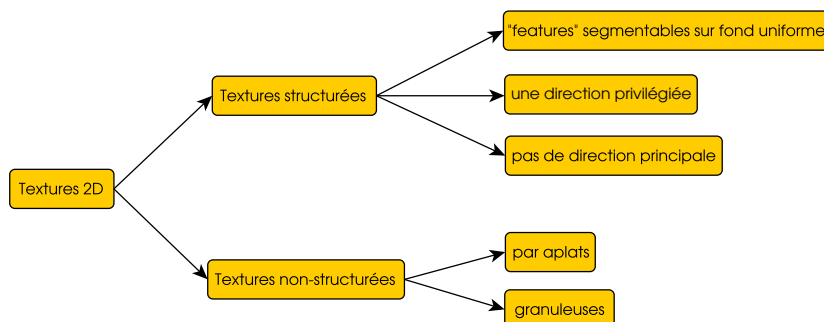 "features" segmentables sur fond uniforme
Textures structurées
une direction privilégiée
pas de direction principale
Textures 2D
par aplats
Textures non-structurées
granuleuses